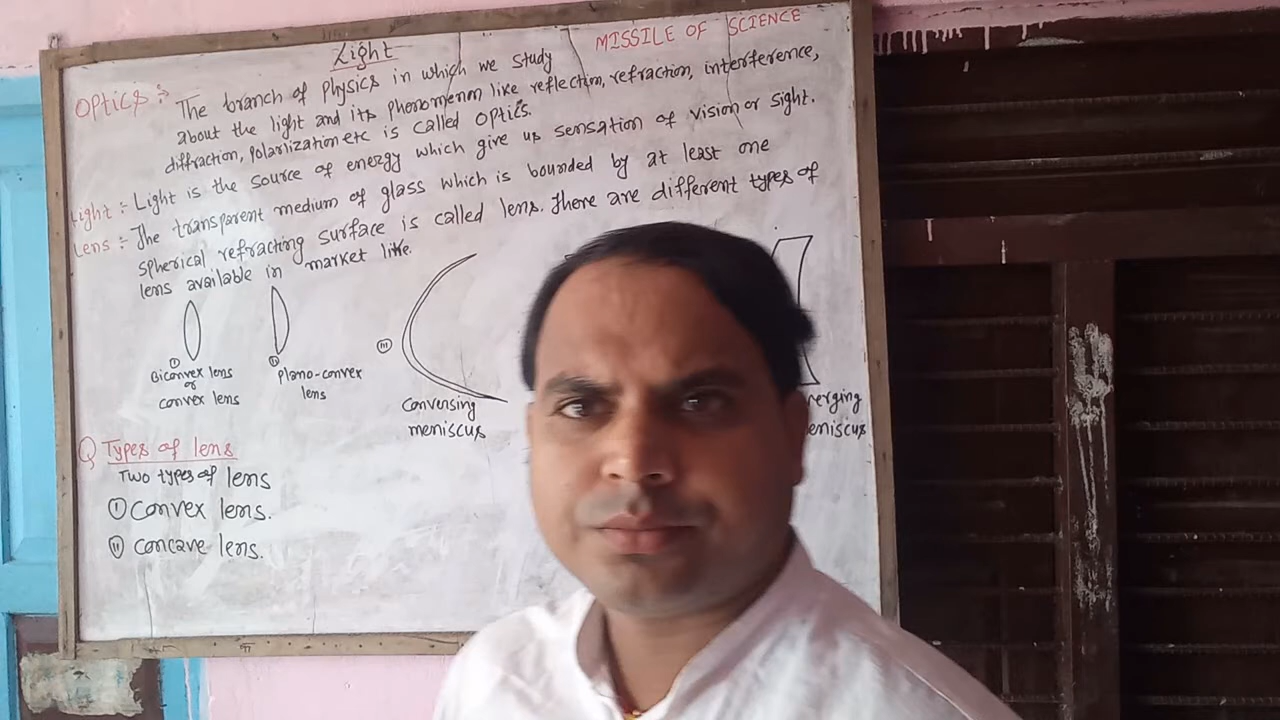 Light
MISSILE OF SCIENCE
Optics :- The branch of physics in which we study
about the light and its phenomenon like reflection, refraction, interference,
diffraction, polarlization etc is called optics.
Light :- Light is the source of energy which give us sensation of vision or sight.
Lens :- The transparent medium of glass which is bounded by at least one
spherical refracting surface is called lens. There are different types of
lens available in market like.
(i) Biconvex lens
or
convex lens
(ii) Plano-convex
lens
(iii)
Conversing
meniscus
verging
eniscus
Q Types of lens
Two types of lens
(i) Convex lens.
(ii) Concave lens.